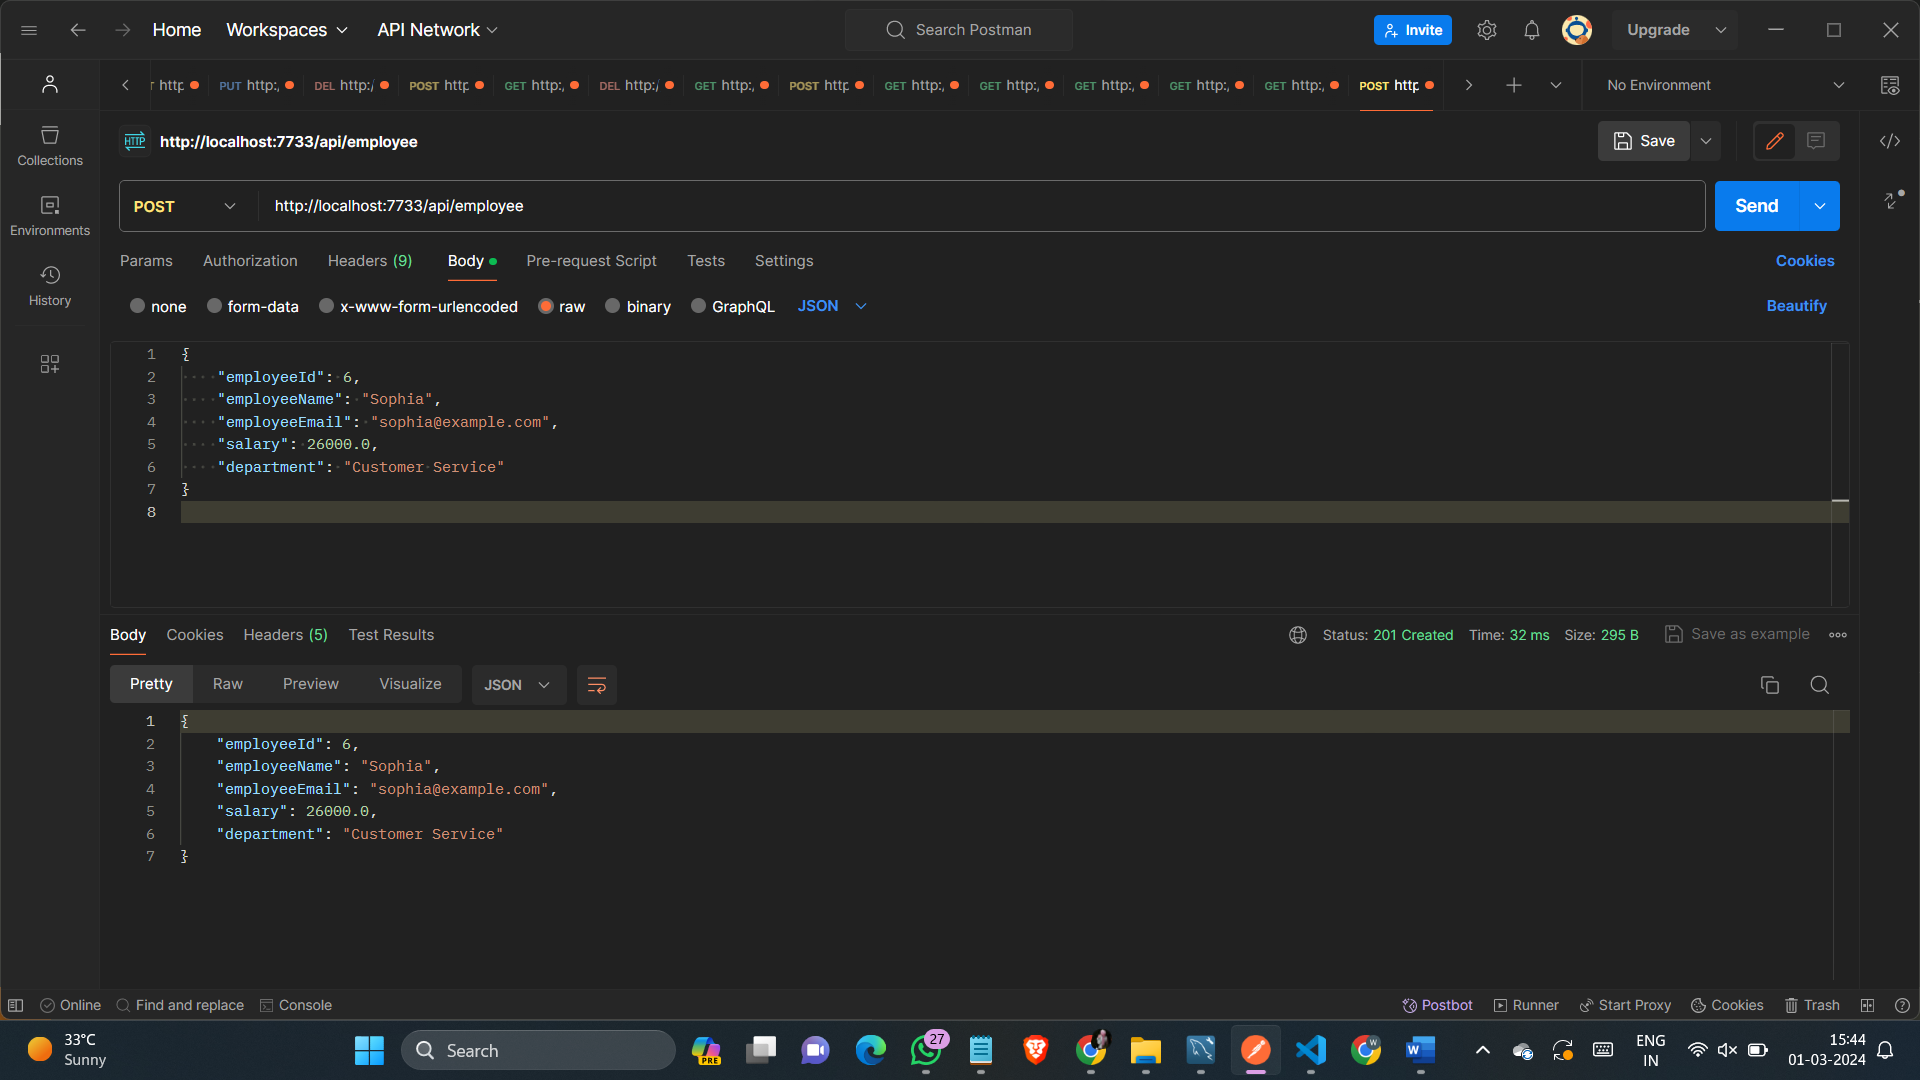 Home Workspaces API Network Search Postman Invite Upgrade
http PUT http:, DEL http:/ POST http GET http:, DEL http:/ GET http:, POST http GET http:, GET http:, GET http:, GET http:, GET http:, POST http No Environment
HTTP http://localhost:7733/api/employee Save
POST http://localhost:7733/api/employee Send
Params Authorization Headers (9) Body Pre-request Script Tests Settings Cookies
none form-data x-www-form-urlencoded raw binary GraphQL JSON Beautify
Collections
Environments
History
1 {
2 "employeeId": 6,
3 "employeeName": "Sophia",
4 "employeeEmail": "sophia@example.com",
5 "salary": 26000.0,
6 "department": "Customer Service"
7 }
8
Body Cookies Headers (5) Test Results Status: 201 Created Time: 32 ms Size: 295 B Save as example
Pretty Raw Preview Visualize JSON
1 {
2 "employeeId": 6,
3 "employeeName": "Sophia",
4 "employeeEmail": "sophia@example.com",
5 "salary": 26000.0,
6 "department": "Customer Service"
7 }
Online Find and replace Console Postbot Runner Start Proxy Cookies Trash
33°C
Sunny
Search
PRE
27
W
W
ENG
IN
15:44
01-03-2024